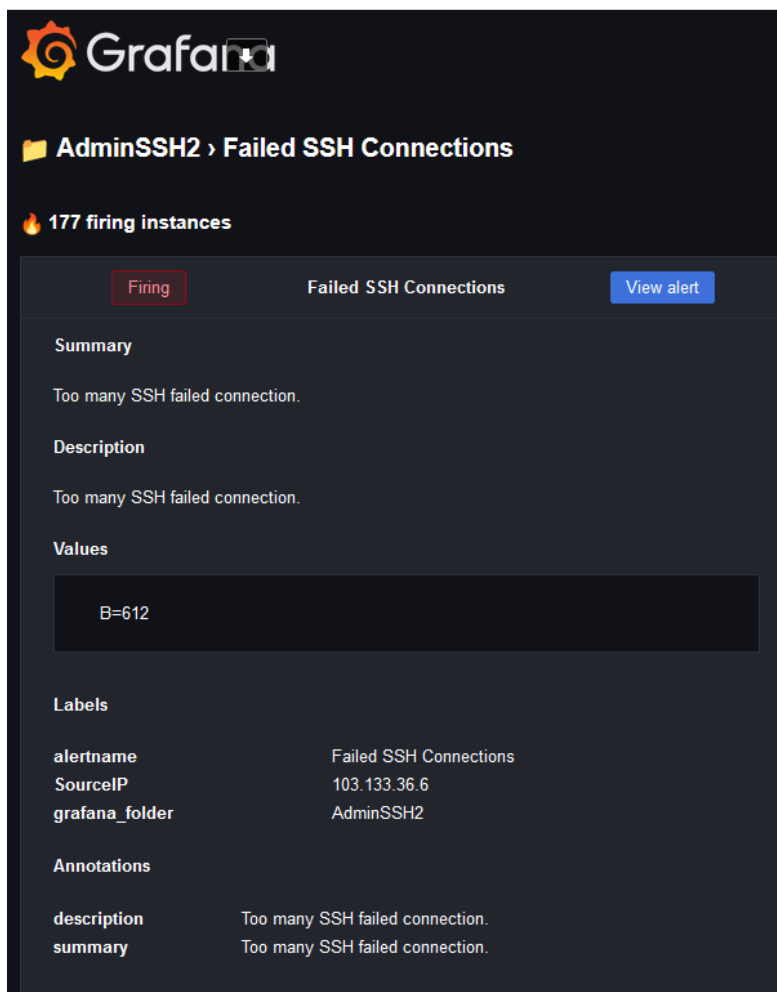 Grafana
AdminSSH2 › Failed SSH Connections
177 firing instances
Firing Failed SSH Connections View alert
Summary
Too many SSH failed connection.
Description
Too many SSH failed connection.
Values
B=612
Labels
alertname Failed SSH Connections
SourceIP 103.133.36.6
grafana_folder AdminSSH2
Annotations
description Too many SSH failed connection.
summary Too many SSH failed connection.